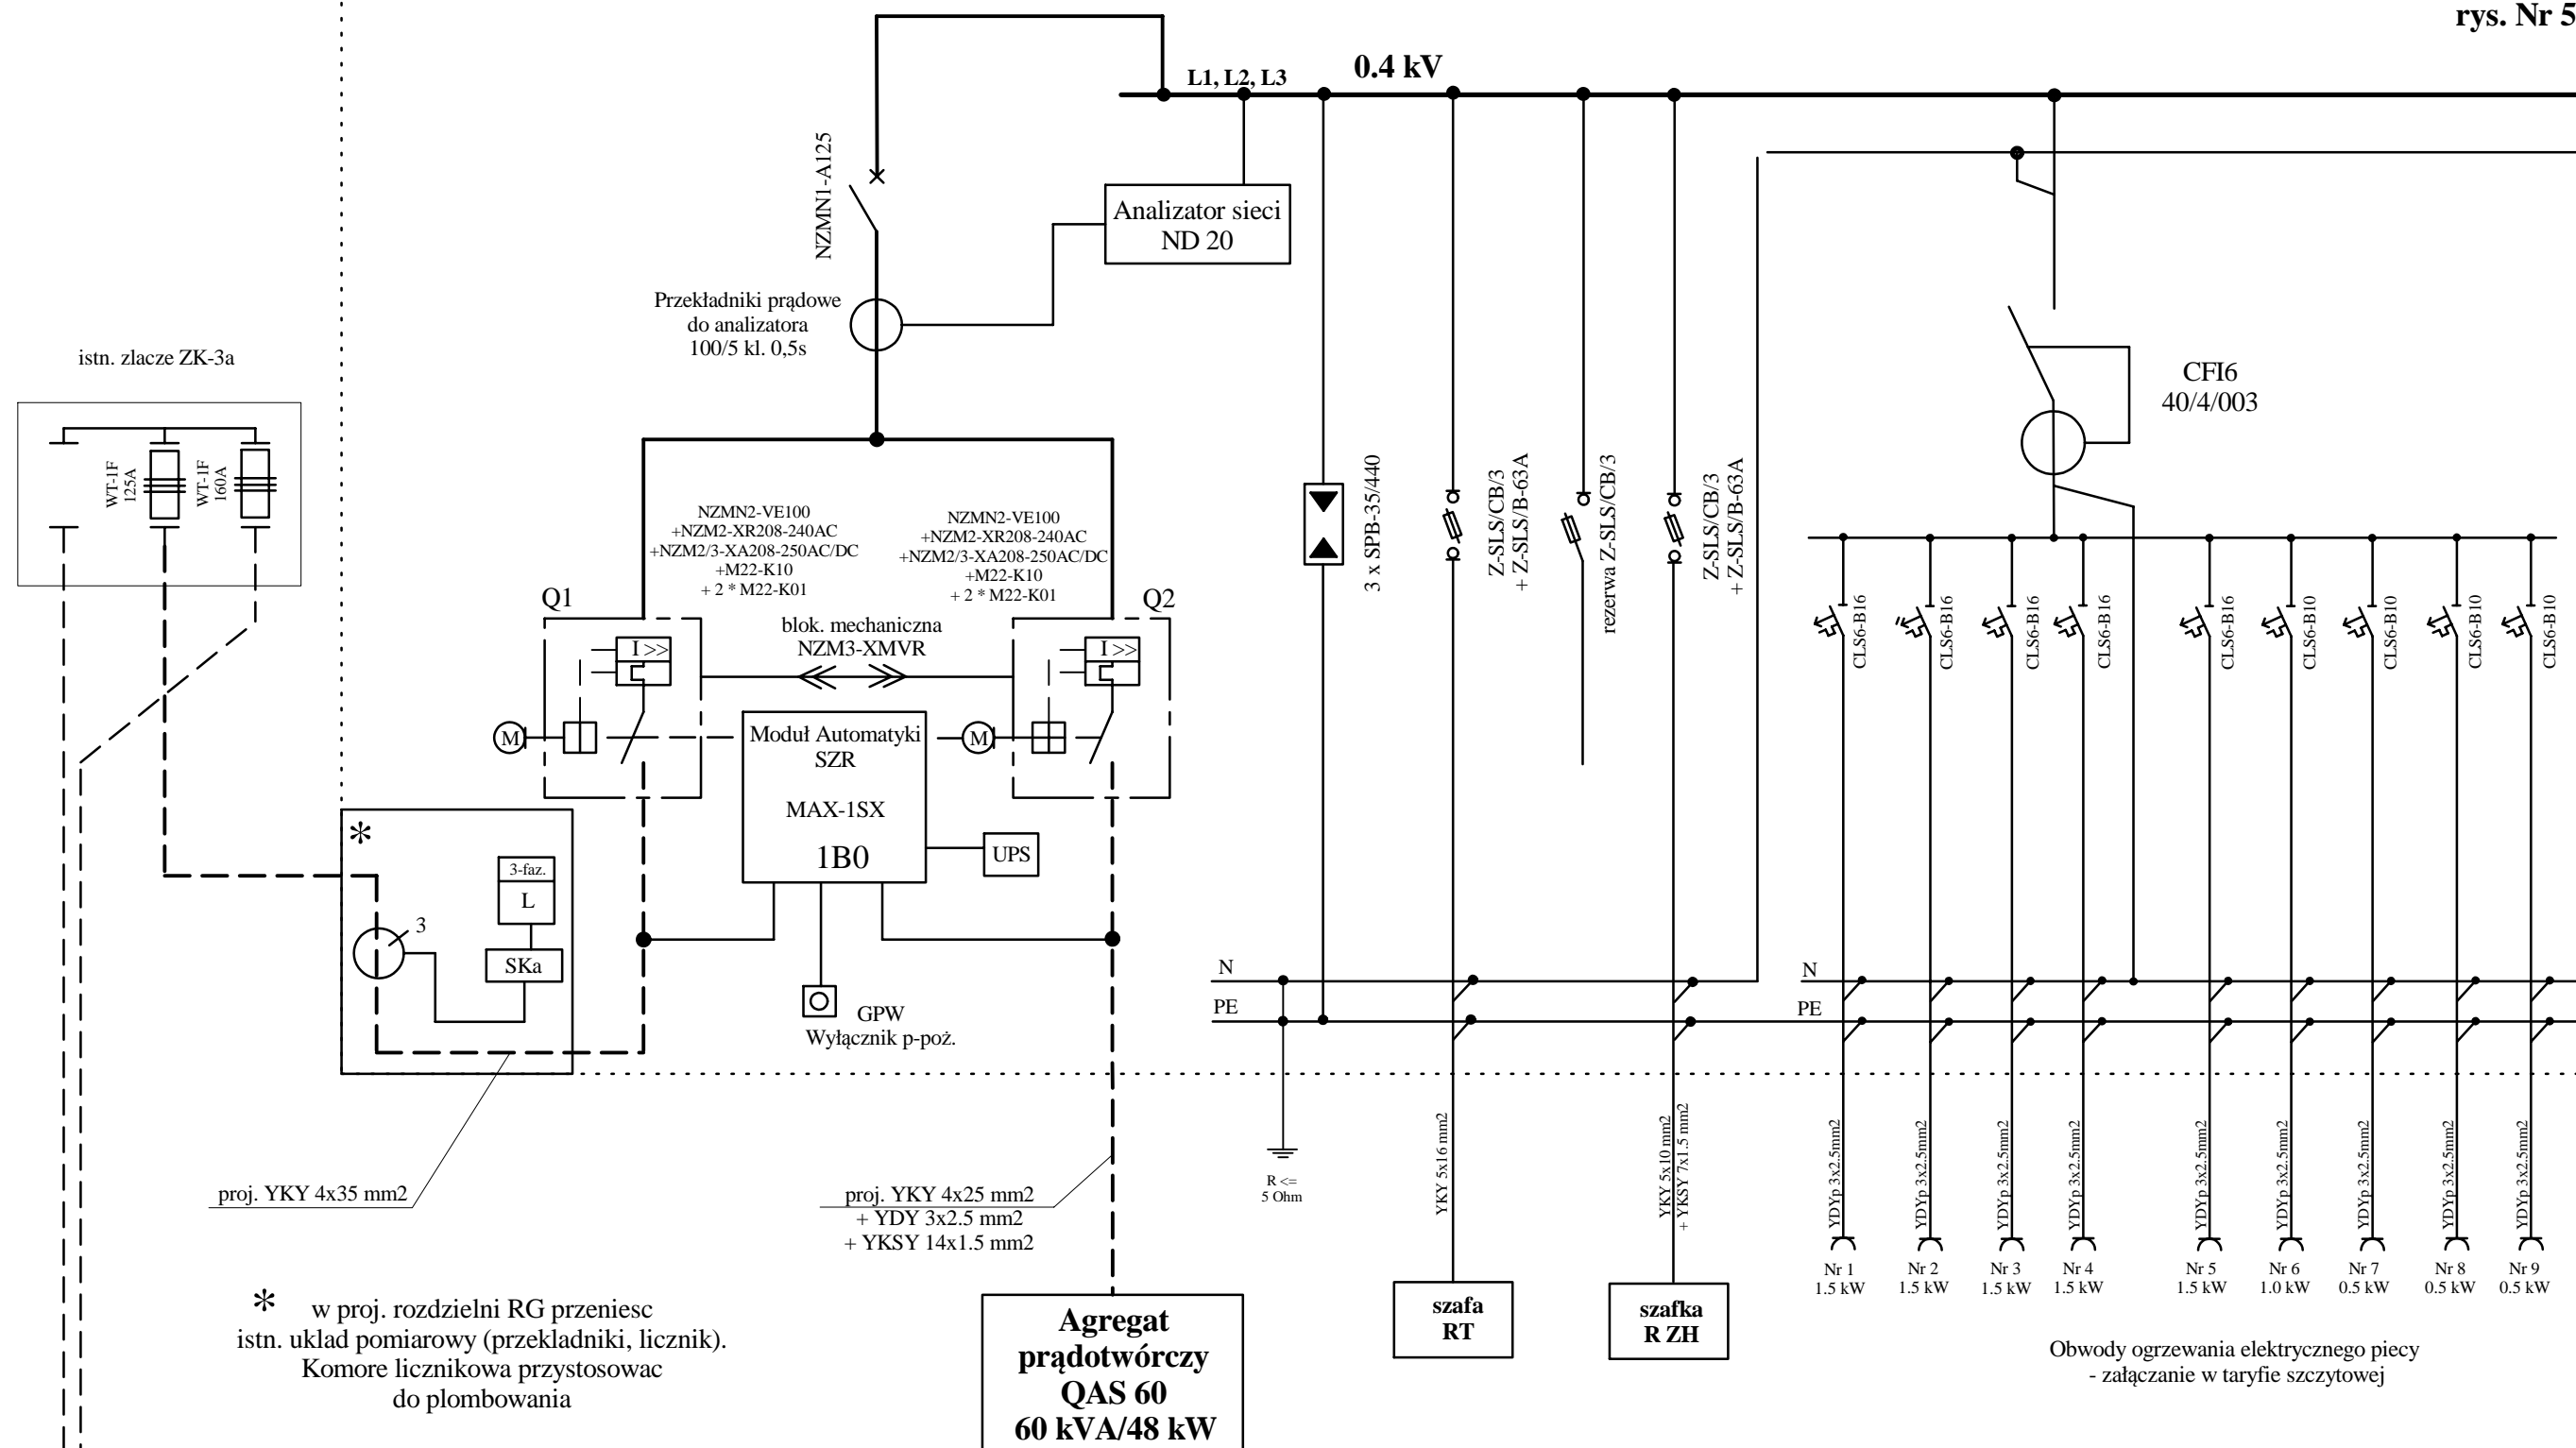 rys. Nr 5
0.4 kV
L1, L2, L3
NZMN1-A125
Analizator sieci
ND 20
Przekładniki prądowe
do analizatora
100/5 kl. 0,5s
istn. zlacze ZK-3a
WT-1F
125A
WT-1F
160A
CFI6
40/4/003
NZMN2-VE100
+NZM2-XR208-240AC
+NZM2/3-XA208-250AC/DC
+M22-K10
+ 2 * M22-K01
NZMN2-VE100
+NZM2-XR208-240AC
+NZM2/3-XA208-250AC/DC
+M22-K10
+ 2 * M22-K01
Q1
Q2
blok. mechaniczna
NZM3-XMVR
I >>
I >>
M
M
Moduł Automatyki
SZR
MAX-1SX
1B0
UPS
3 x SPB-35/40
Z-SLS/CB/3
+ Z-SLS/B-63A
rezerwa Z-SLS/CB/3
Z-SLS/CB/3
+ Z-SLS/B-63A
CLS6-B16
CLS6-B16
CLS6-B16
CLS6-B16
CLS6-B16
CLS6-B10
CLS6-B10
CLS6-B10
CLS6-B10
*
3-faz.
L
3
SKa
GPW
Wyłącznik p-poż.
N
PE
N
PE
R <=
5 Ohm
proj. YKY 4x35 mm2
proj. YKY 4x25 mm2
+ YDY 3x2.5 mm2
+ YKSY 14x1.5 mm2
YKY 5x16 mm2
YKY 5x10 mm2
+ YKSY 7x1.5 mm2
YDYp 3x2.5mm2
YDYp 3x2.5mm2
YDYp 3x2.5mm2
YDYp 3x2.5mm2
YDYp 3x2.5mm2
YDYp 3x2.5mm2
YDYp 3x2.5mm2
YDYp 3x2.5mm2
YDYp 3x2.5mm2
Nr 1
1.5 kW
Nr 2
1.5 kW
Nr 3
1.5 kW
Nr 4
1.5 kW
Nr 5
1.5 kW
Nr 6
1.0 kW
Nr 7
0.5 kW
Nr 8
0.5 kW
Nr 9
0.5 kW
* w proj. rozdzielni RG przeniesc
istn. uklad pomiarowy (przekladniki, licznik).
Komore licznikowa przystosowac
do plombowania
Agregat
prądotwórczy
QAS 60
60 kVA/48 kW
szafa
RT
szafka
R ZH
Obwody ogrzewania elektrycznego piecy
- załączanie w taryfie szczytowej